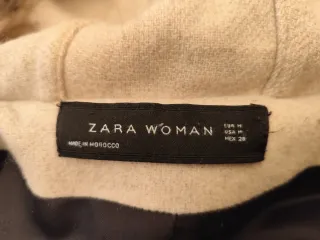 ZARA WOMAN
MADE IN MOROCCO
EUR M
USA M
MEX 28